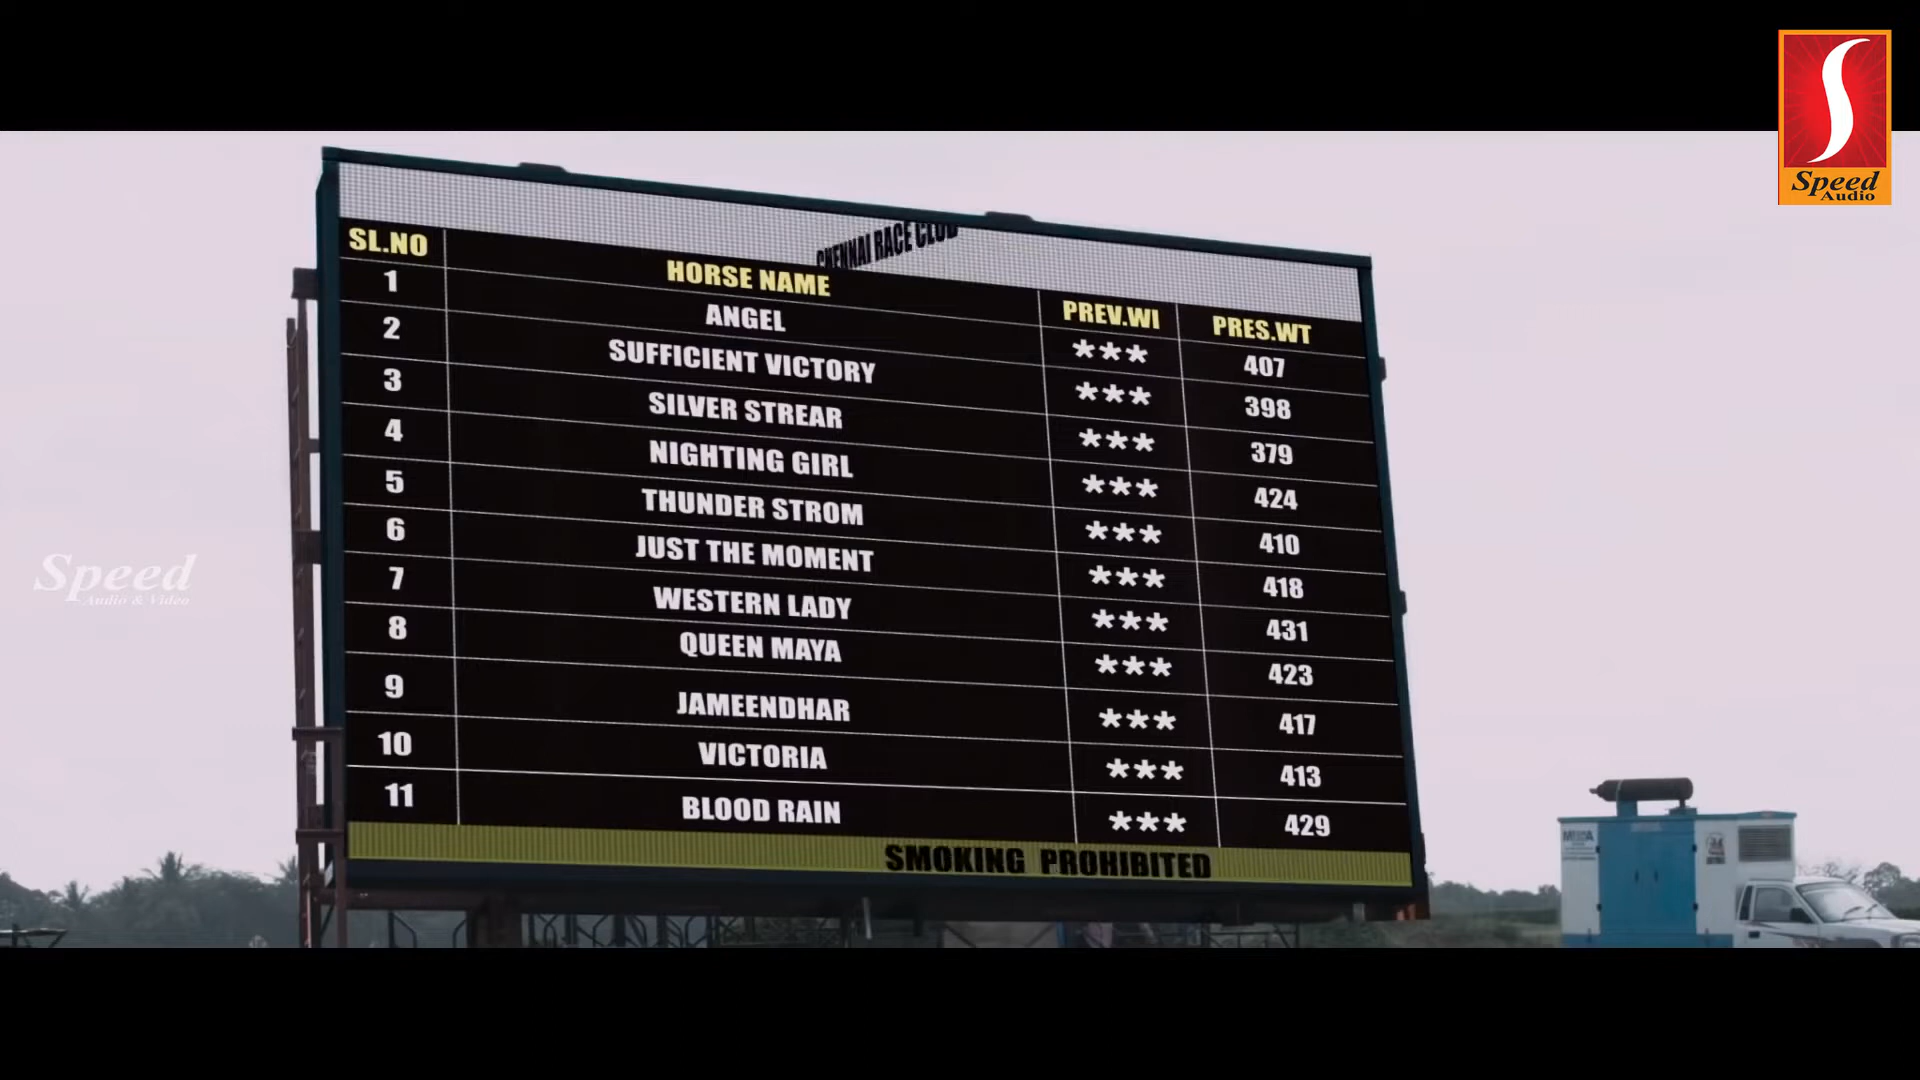 S
Speed
Audio
CHENNAI RACE CLUB
SL.NO HORSE NAME PREV.WI PRES.WT
1 ANGEL *** 407
2 SUFFICIENT VICTORY *** 398
3 SILVER STREAR *** 379
4 NIGHTING GIRL *** 424
5 THUNDER STROM *** 410
6 JUST THE MOMENT *** 418
7 WESTERN LADY *** 431
8 QUEEN MAYA *** 423
9 JAMEENDHAR *** 417
10 VICTORIA *** 413
11 BLOOD RAIN *** 429
SMOKING PROHIBITED
Speed
Audio & Video